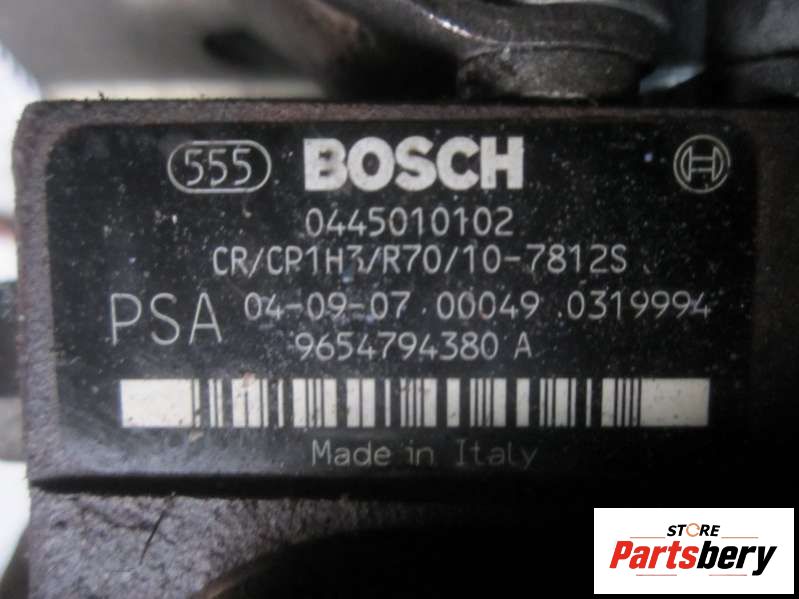 555 BOSCH
0445010102
CR/CP1H3/R70/10-7812S
PSA 04-09-07 00049 0319994
9654794380 A
Made in Italy
STORE
Partsbery